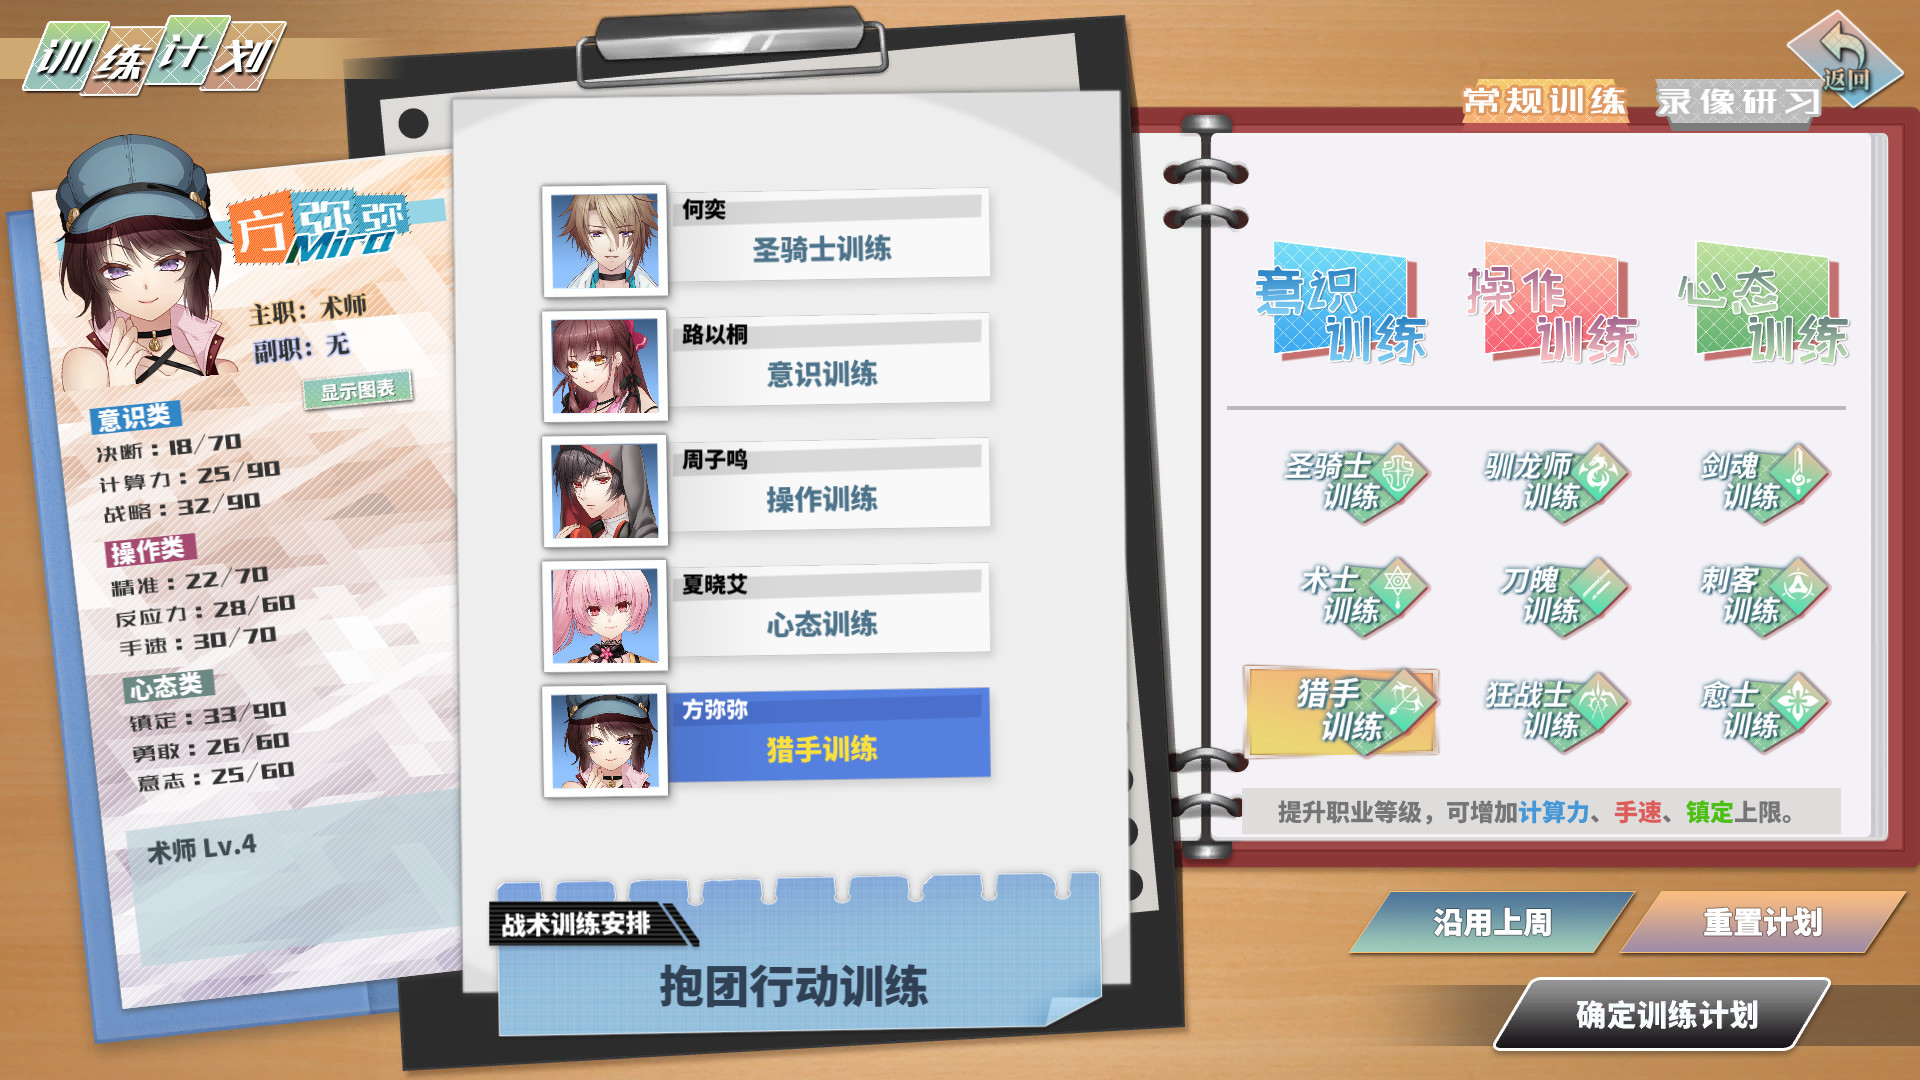 训练计划
返回
常规训练
录像研习
方弥弥
Mira
主职：术师
副职：无
显示图表
意识类
决断：18/70
计算力：25/90
战略：32/90
操作类
精准：22/70
反应力：28/60
手速：30/70
心态类
镇定：33/90
勇敢：26/60
意志：25/60
术师 Lv.4
何奕
圣骑士训练
路以桐
意识训练
周子鸣
操作训练
夏晓艾
心态训练
方弥弥
猎手训练
战术训练安排
抱团行动训练
意识训练
操作训练
心态训练
圣骑士训练
驯龙师训练
剑魂训练
术士训练
刀魄训练
刺客训练
猎手训练
狂战士训练
愈士训练
提升职业等级，可增加计算力、手速、镇定上限。
沿用上周
重置计划
确定训练计划